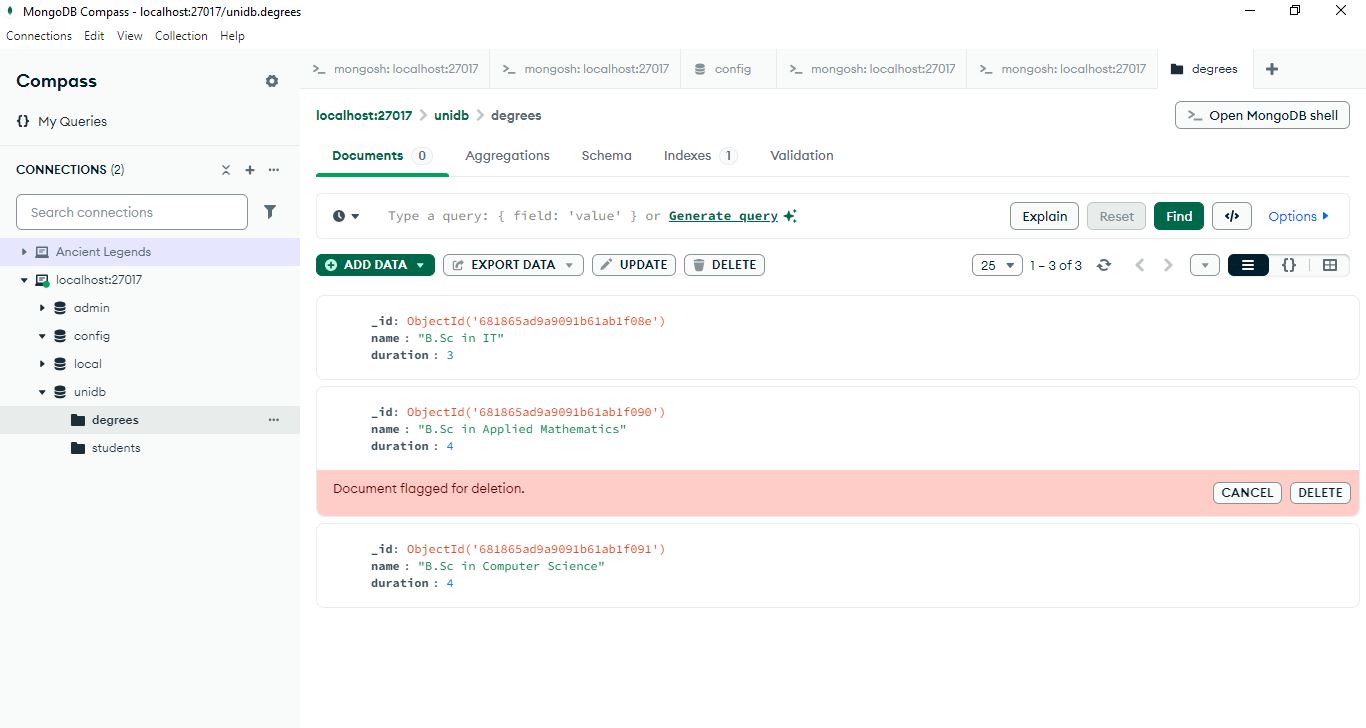 MongoDB Compass - localhost:27017/unidb.degrees
Connections Edit View Collection Help
Compass
My Queries
CONNECTIONS (2)
Search connections
Ancient Legends
localhost:27017
admin
config
local
unidb
degrees
students
mongosh: localhost:27017 mongosh: localhost:27017 config mongosh: localhost:27017 mongosh: localhost:27017 degrees
localhost:27017 > unidb > degrees
>_ Open MongoDB shell
Documents 0 Aggregations Schema Indexes 1 Validation
Type a query: { field: 'value' } or Generate query
Explain Reset Find </> Options
ADD DATA EXPORT DATA UPDATE DELETE
25 1 – 3 of 3
_id: ObjectId('681865ad9a9091b61ab1f08e')
name : "B.Sc in IT"
duration : 3
_id: ObjectId('681865ad9a9091b61ab1f090')
name : "B.Sc in Applied Mathematics"
duration : 4
Document flagged for deletion.
CANCEL DELETE
_id: ObjectId('681865ad9a9091b61ab1f091')
name : "B.Sc in Computer Science"
duration : 4